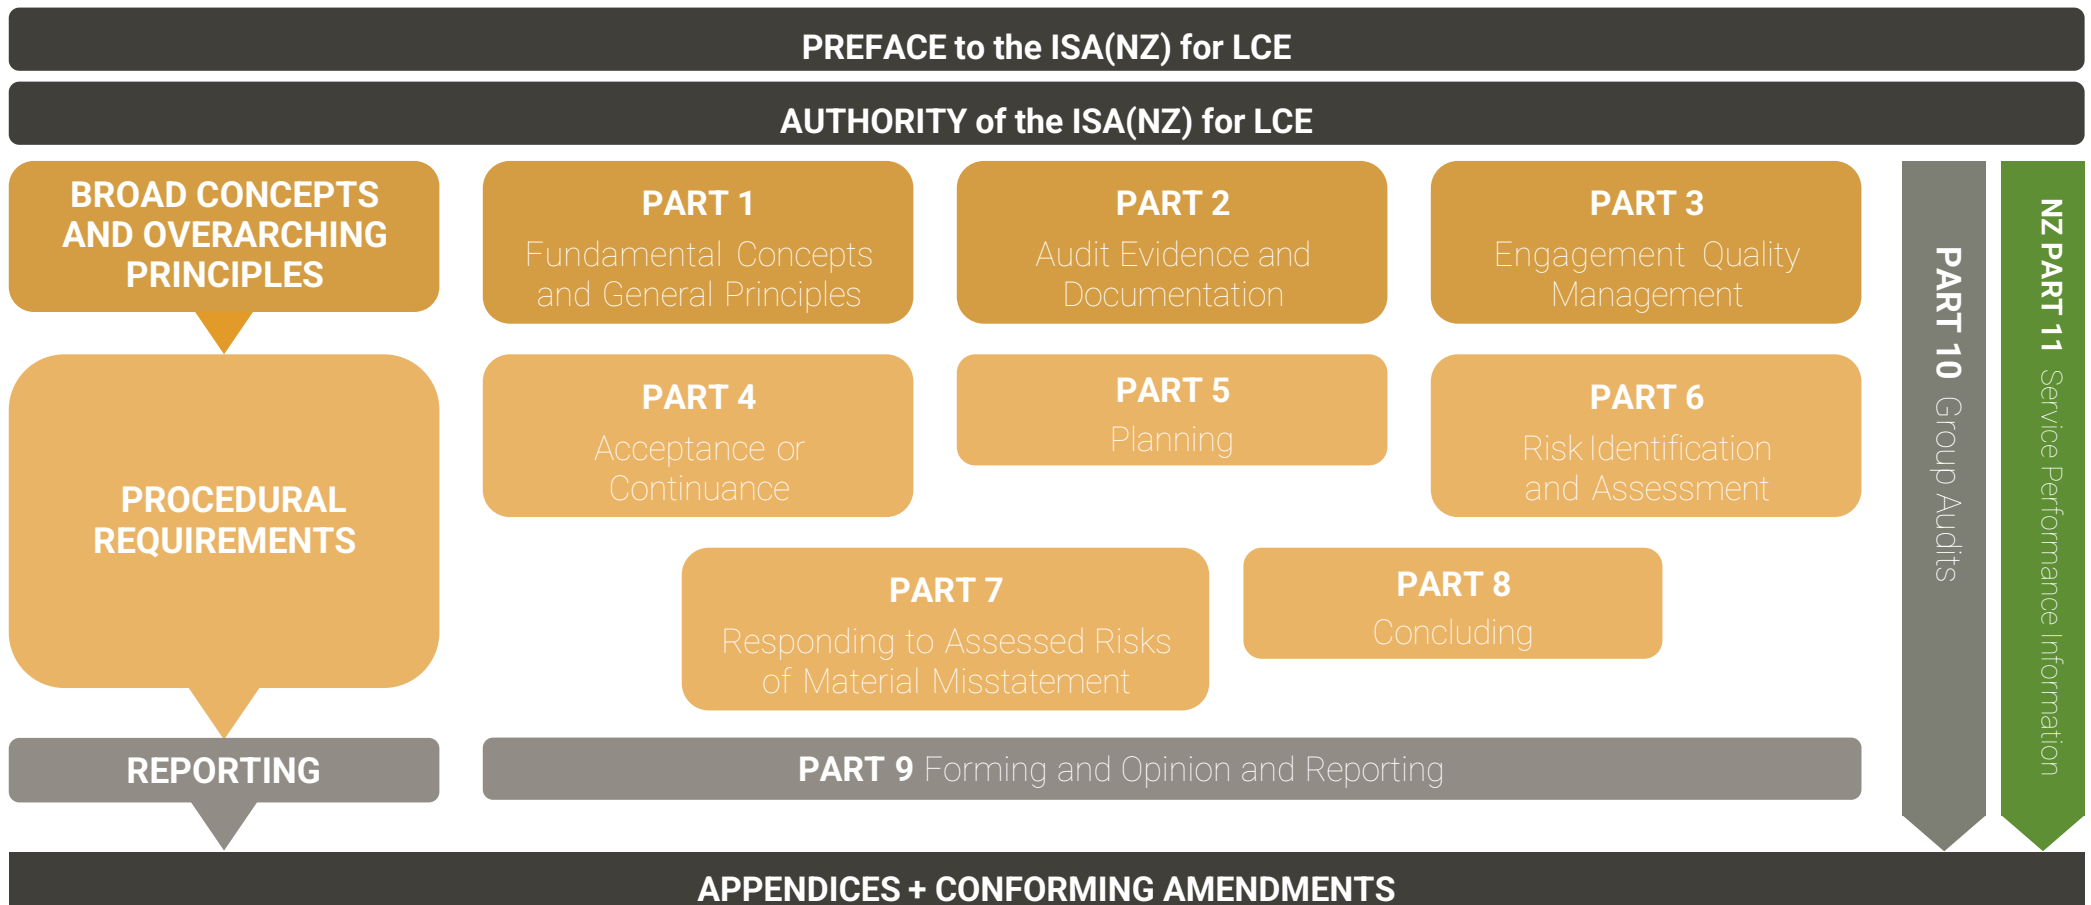 PREFACE to the ISA(NZ) for LCE
AUTHORITY of the ISA(NZ) for LCE
BROAD CONCEPTS
AND OVERARCHING
PRINCIPLES
PART 1
Fundamental Concepts
and General Principles
PART 2
Audit Evidence and
Documentation
PART 3
Engagement Quality
Management
PROCEDURAL
REQUIREMENTS
PART 4
Acceptance or
Continuance
PART 5
Planning
PART 6
Risk Identification
and Assessment
PART 7
Responding to Assessed Risks
of Material Misstatement
PART 8
Concluding
REPORTING
PART 9 Forming and Opinion and Reporting
PART 10 Group Audits
NZ PART 11 Service Performance Information
APPENDICES + CONFORMING AMENDMENTS